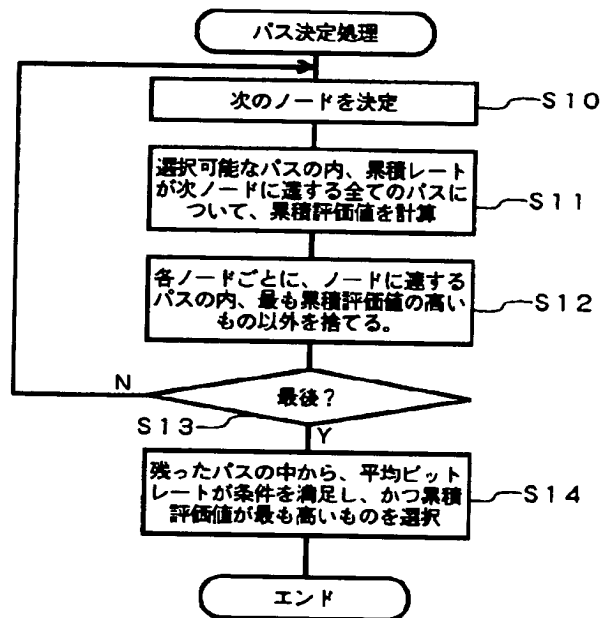 パス決定処理
次のノードを決定
S10
選択可能なパスの内、累積レート
が次ノードに達する全てのパスに
ついて、累積評価値を計算
S11
各ノードごとに、ノードに達する
パスの内、最も累積評価値の高い
もの以外を捨てる。
S12
N
最後？
S13
Y
残ったパスの中から、平均ビット
レートが条件を満足し、かつ累積
評価値が最も高いものを選択
S14
エンド